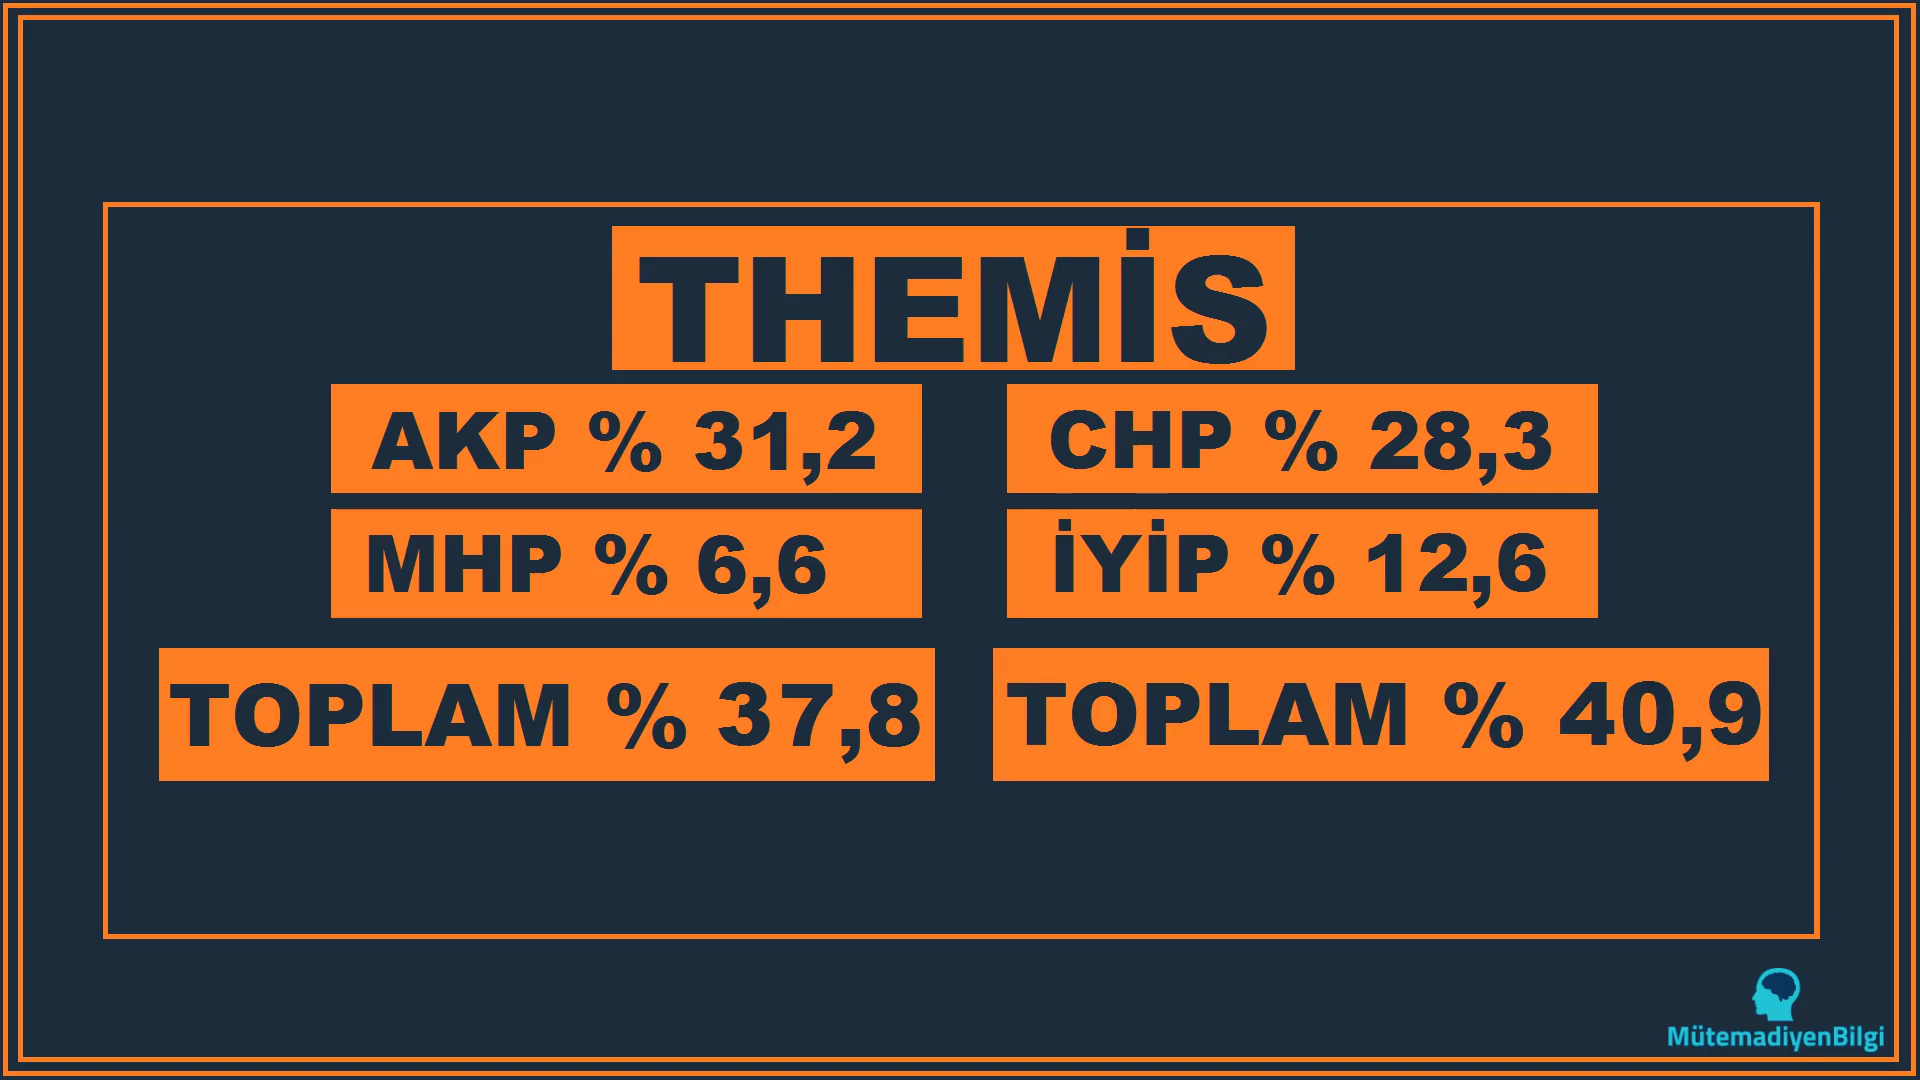 THEMİS
AKP % 31,2
CHP % 28,3
MHP % 6,6
İYİP % 12,6
TOPLAM % 37,8
TOPLAM % 40,9
MütemadiyenBilgi